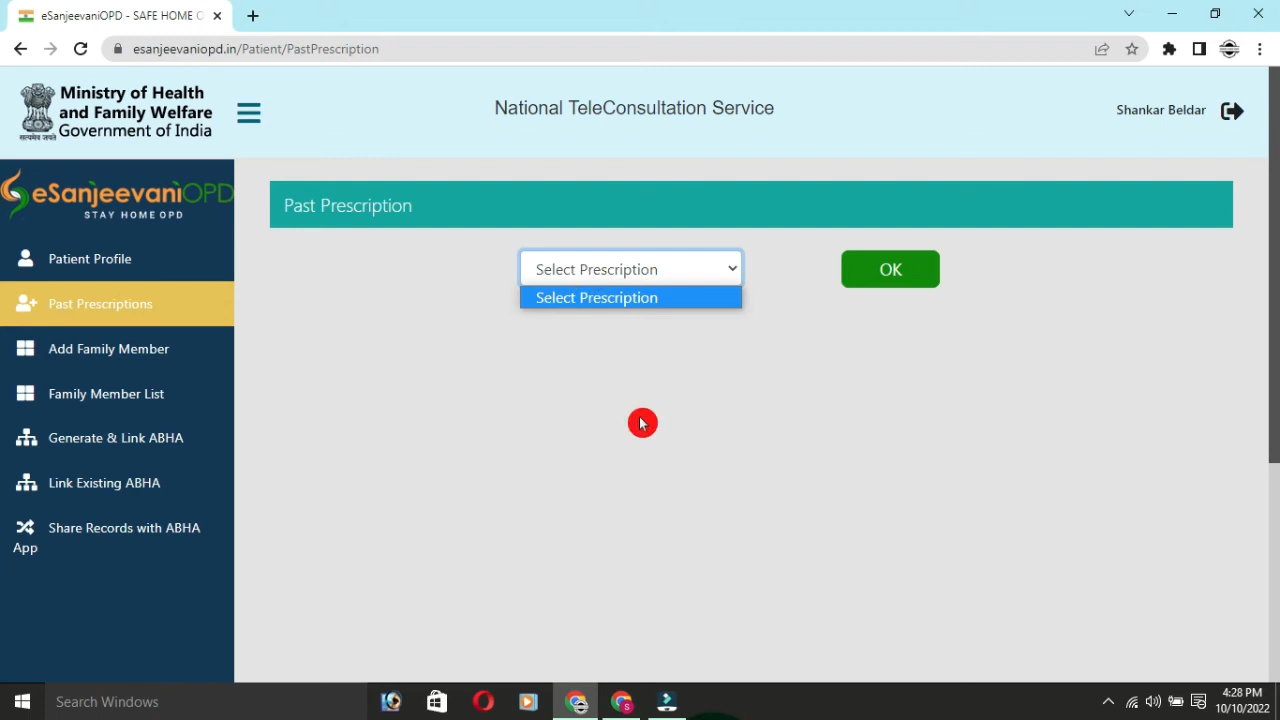 eSanjeevaniOPD - SAFE HOME O
esanjeevaniopd.in/Patient/PastPrescription
Ministry of Health
and Family Welfare
Government of India
सत्यमेव जयते
National TeleConsultation Service
Shankar Beldar
eSanjeevaniOPD
STAY HOME OPD
Patient Profile
Past Prescriptions
Add Family Member
Family Member List
Generate & Link ABHA
Link Existing ABHA
Share Records with ABHA
App
Past Prescription
Select Prescription
OK
Select Prescription
Search Windows
S
4:28 PM
10/10/2022